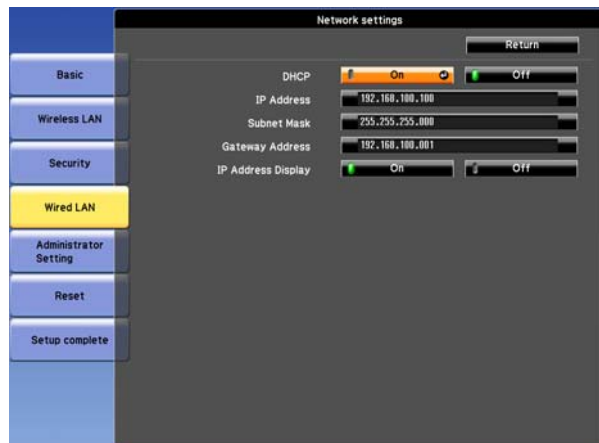 Network settings
Return
Basic
Wireless LAN
Security
Wired LAN
Administrator
Setting
Reset
Setup complete
DHCP On Off
IP Address 192.168.100.100
Subnet Mask 255.255.255.000
Gateway Address 192.168.100.001
IP Address Display On Off